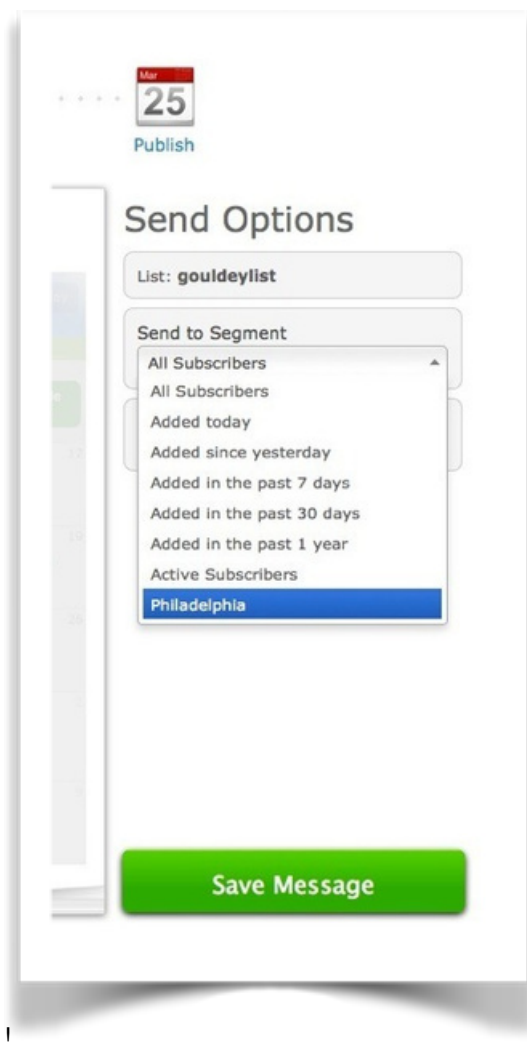 Mar
25
Publish
Send Options
List: gouldeylist
Send to Segment
All Subscribers
All Subscribers
Added today
Added since yesterday
Added in the past 7 days
Added in the past 30 days
Added in the past 1 year
Active Subscribers
Philadelphia
Save Message